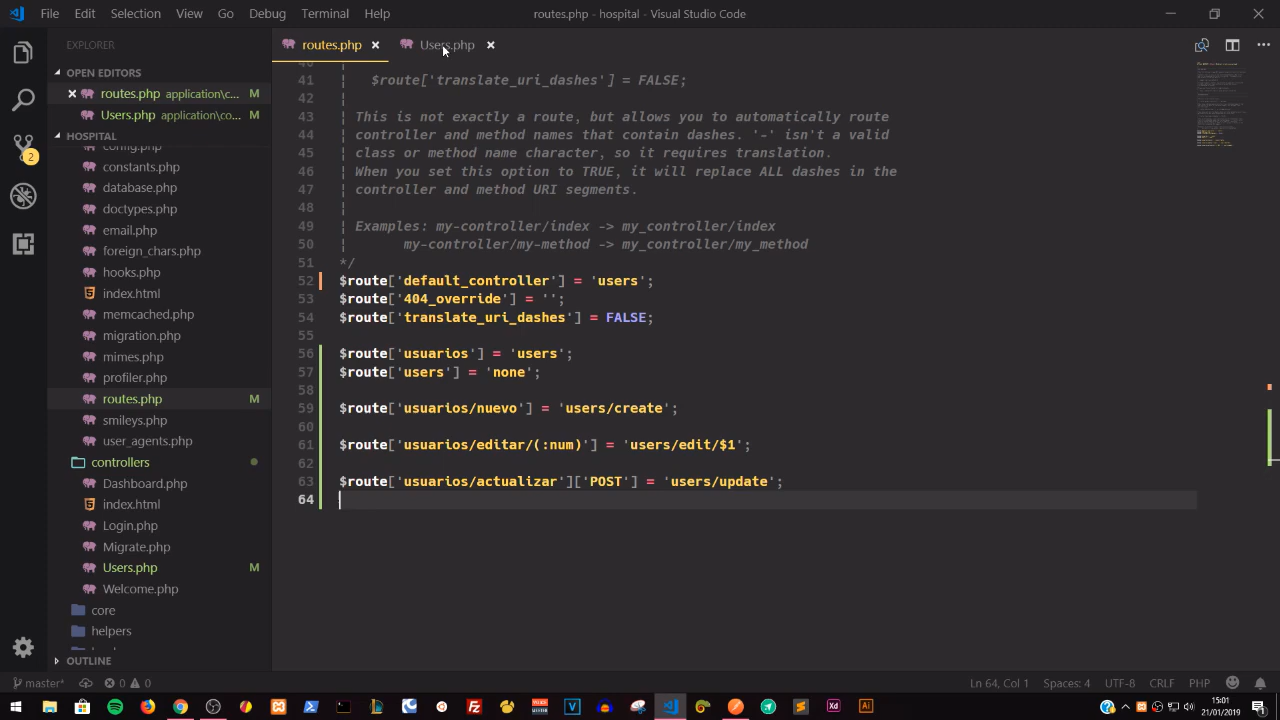 File Edit Selection View Go Debug Terminal Help
routes.php - hospital - Visual Studio Code
EXPLORER
OPEN EDITORS
routes.php application\c... M
Users.php application\co... M
HOSPITAL
config.php
constants.php
database.php
doctypes.php
email.php
foreign_chars.php
hooks.php
index.html
memcached.php
migration.php
mimes.php
profiler.php
routes.php M
smileys.php
user_agents.php
controllers
Dashboard.php
index.html
Login.php
Migrate.php
Users.php M
Welcome.php
core
helpers
OUTLINE
routes.php
Users.php
40
41 $route['translate_uri_dashes'] = FALSE;
42
43 This is not exactly a route, but allows you to automatically route
44 controller and method names that contain dashes. '-' isn't a valid
45 class or method name character, so it requires translation.
46 When you set this option to TRUE, it will replace ALL dashes in the
47 controller and method URI segments.
48
49 Examples: my-controller/index -> my_controller/index
50 my-controller/my-method -> my_controller/my_method
51 */
52 $route['default_controller'] = 'users';
53 $route['404_override'] = '';
54 $route['translate_uri_dashes'] = FALSE;
55
56 $route['usuarios'] = 'users';
57 $route['users'] = 'none';
58
59 $route['usuarios/nuevo'] = 'users/create';
60
61 $route['usuarios/editar/(:num)'] = 'users/edit/$1';
62
63 $route['usuarios/actualizar']['POST'] = 'users/update';
64
2
master* 0 0
Ln 64, Col 1 Spaces: 4 UTF-8 CRLF PHP
Xd Ai
15:01
21/01/2019